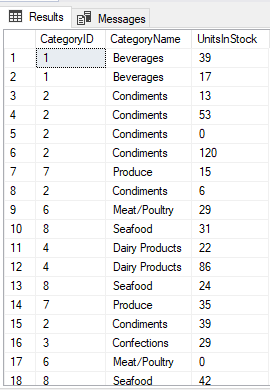 Results Messages
CategoryID CategoryName UnitsInStock
1 1 Beverages 39
2 1 Beverages 17
3 2 Condiments 13
4 2 Condiments 53
5 2 Condiments 0
6 2 Condiments 120
7 7 Produce 15
8 2 Condiments 6
9 6 Meat/Poultry 29
10 8 Seafood 31
11 4 Dairy Products 22
12 4 Dairy Products 86
13 8 Seafood 24
14 7 Produce 35
15 2 Condiments 39
16 3 Confections 29
17 6 Meat/Poultry 0
18 8 Seafood 42